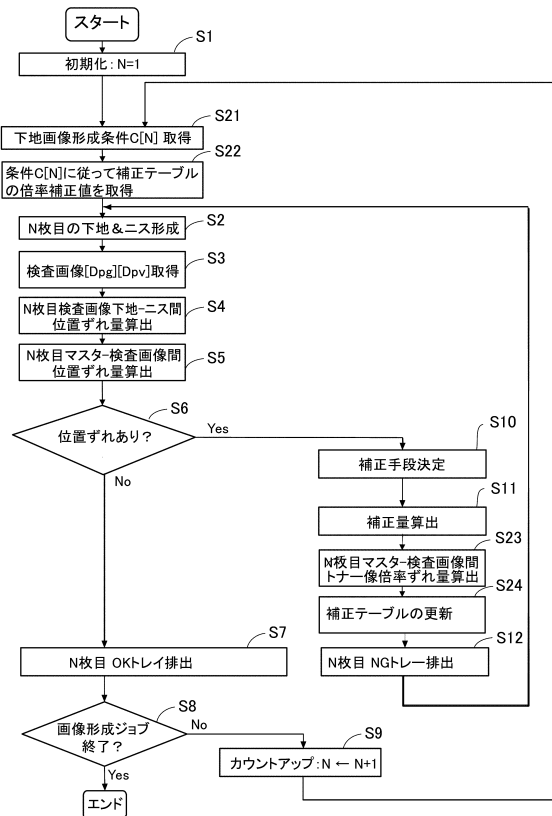 スタート
S1
初期化：N=1
S21
下地画像形成条件C[N] 取得
S22
条件C[N]に従って補正テーブル
の倍率補正値を取得
S2
N枚目の下地＆ニス形成
S3
検査画像[Dpg][Dpv]取得
S4
N枚目検査画像下地-ニス間
位置ずれ量算出
S5
N枚目マスタ-検査画像間
位置ずれ量算出
S6
位置ずれあり？
Yes
No
S10
補正手段決定
S11
補正量算出
S23
N枚目マスタ-検査画像間
トナー像倍率ずれ量算出
S24
補正テーブルの更新
S12
N枚目 NGトレー排出
S7
N枚目 OKトレイ排出
S8
画像形成ジョブ
終了？
No
Yes
S9
カウントアップ：N ← N+1
エンド